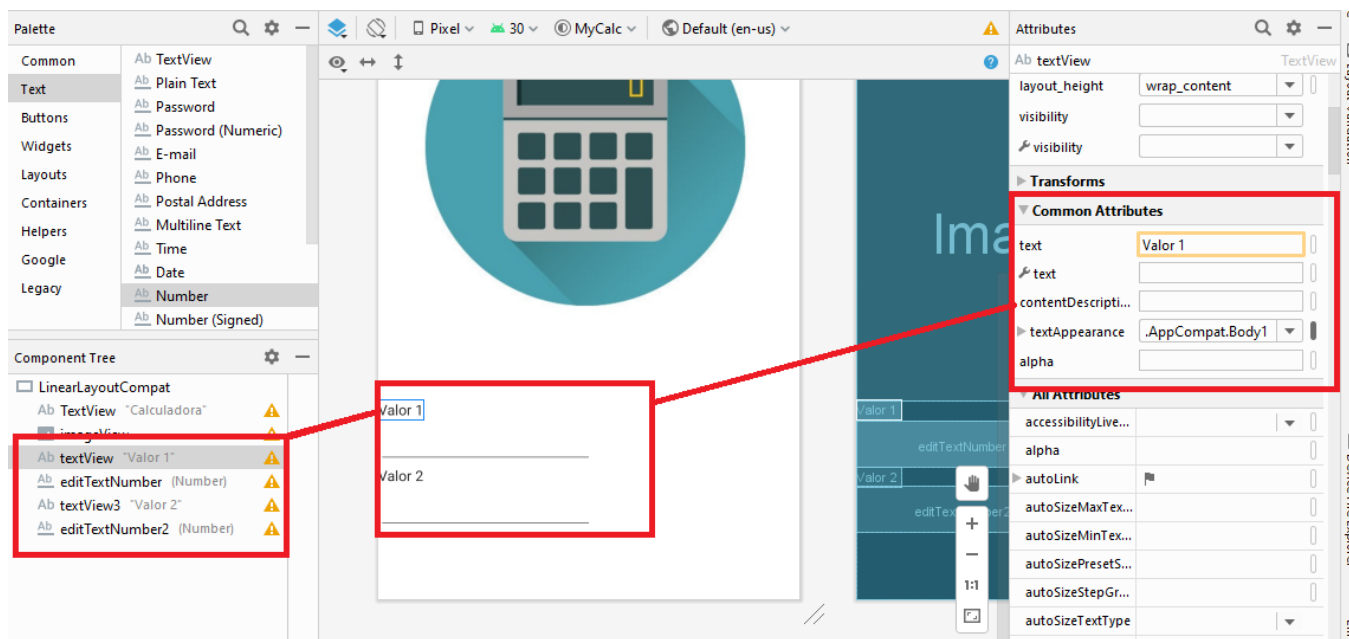 Palette
Common
Text
Buttons
Widgets
Layouts
Containers
Helpers
Google
Legacy
Ab TextView
Ab Plain Text
Ab Password
Ab Password (Numeric)
Ab E-mail
Ab Phone
Ab Postal Address
Ab Multiline Text
Ab Time
Ab Date
Ab Number
Ab Number (Signed)
Component Tree
LinearLayoutCompat
Ab TextView "Calculadora"
imageView
Ab textView "Valor 1"
Ab editTextNumber (Number)
Ab textView3 "Valor 2"
Ab editTextNumber2 (Number)
Pixel 30 MyCalc Default (en-us)
Valor 1
Valor 2
Ima
Valor 1
editTextNumber
Valor 2
1:1
Attributes
Ab textView TextView
layout_height wrap_content
visibility
visibility
Transforms
Common Attributes
text Valor 1
text
contentDescripti...
textAppearance .AppCompat.Body1
alpha
All Attributes
accessibilityLive...
alpha
autoLink
autoSizeMaxTex...
autoSizeMinTex...
autoSizePresetS...
autoSizeStepGr...
autoSizeTextType